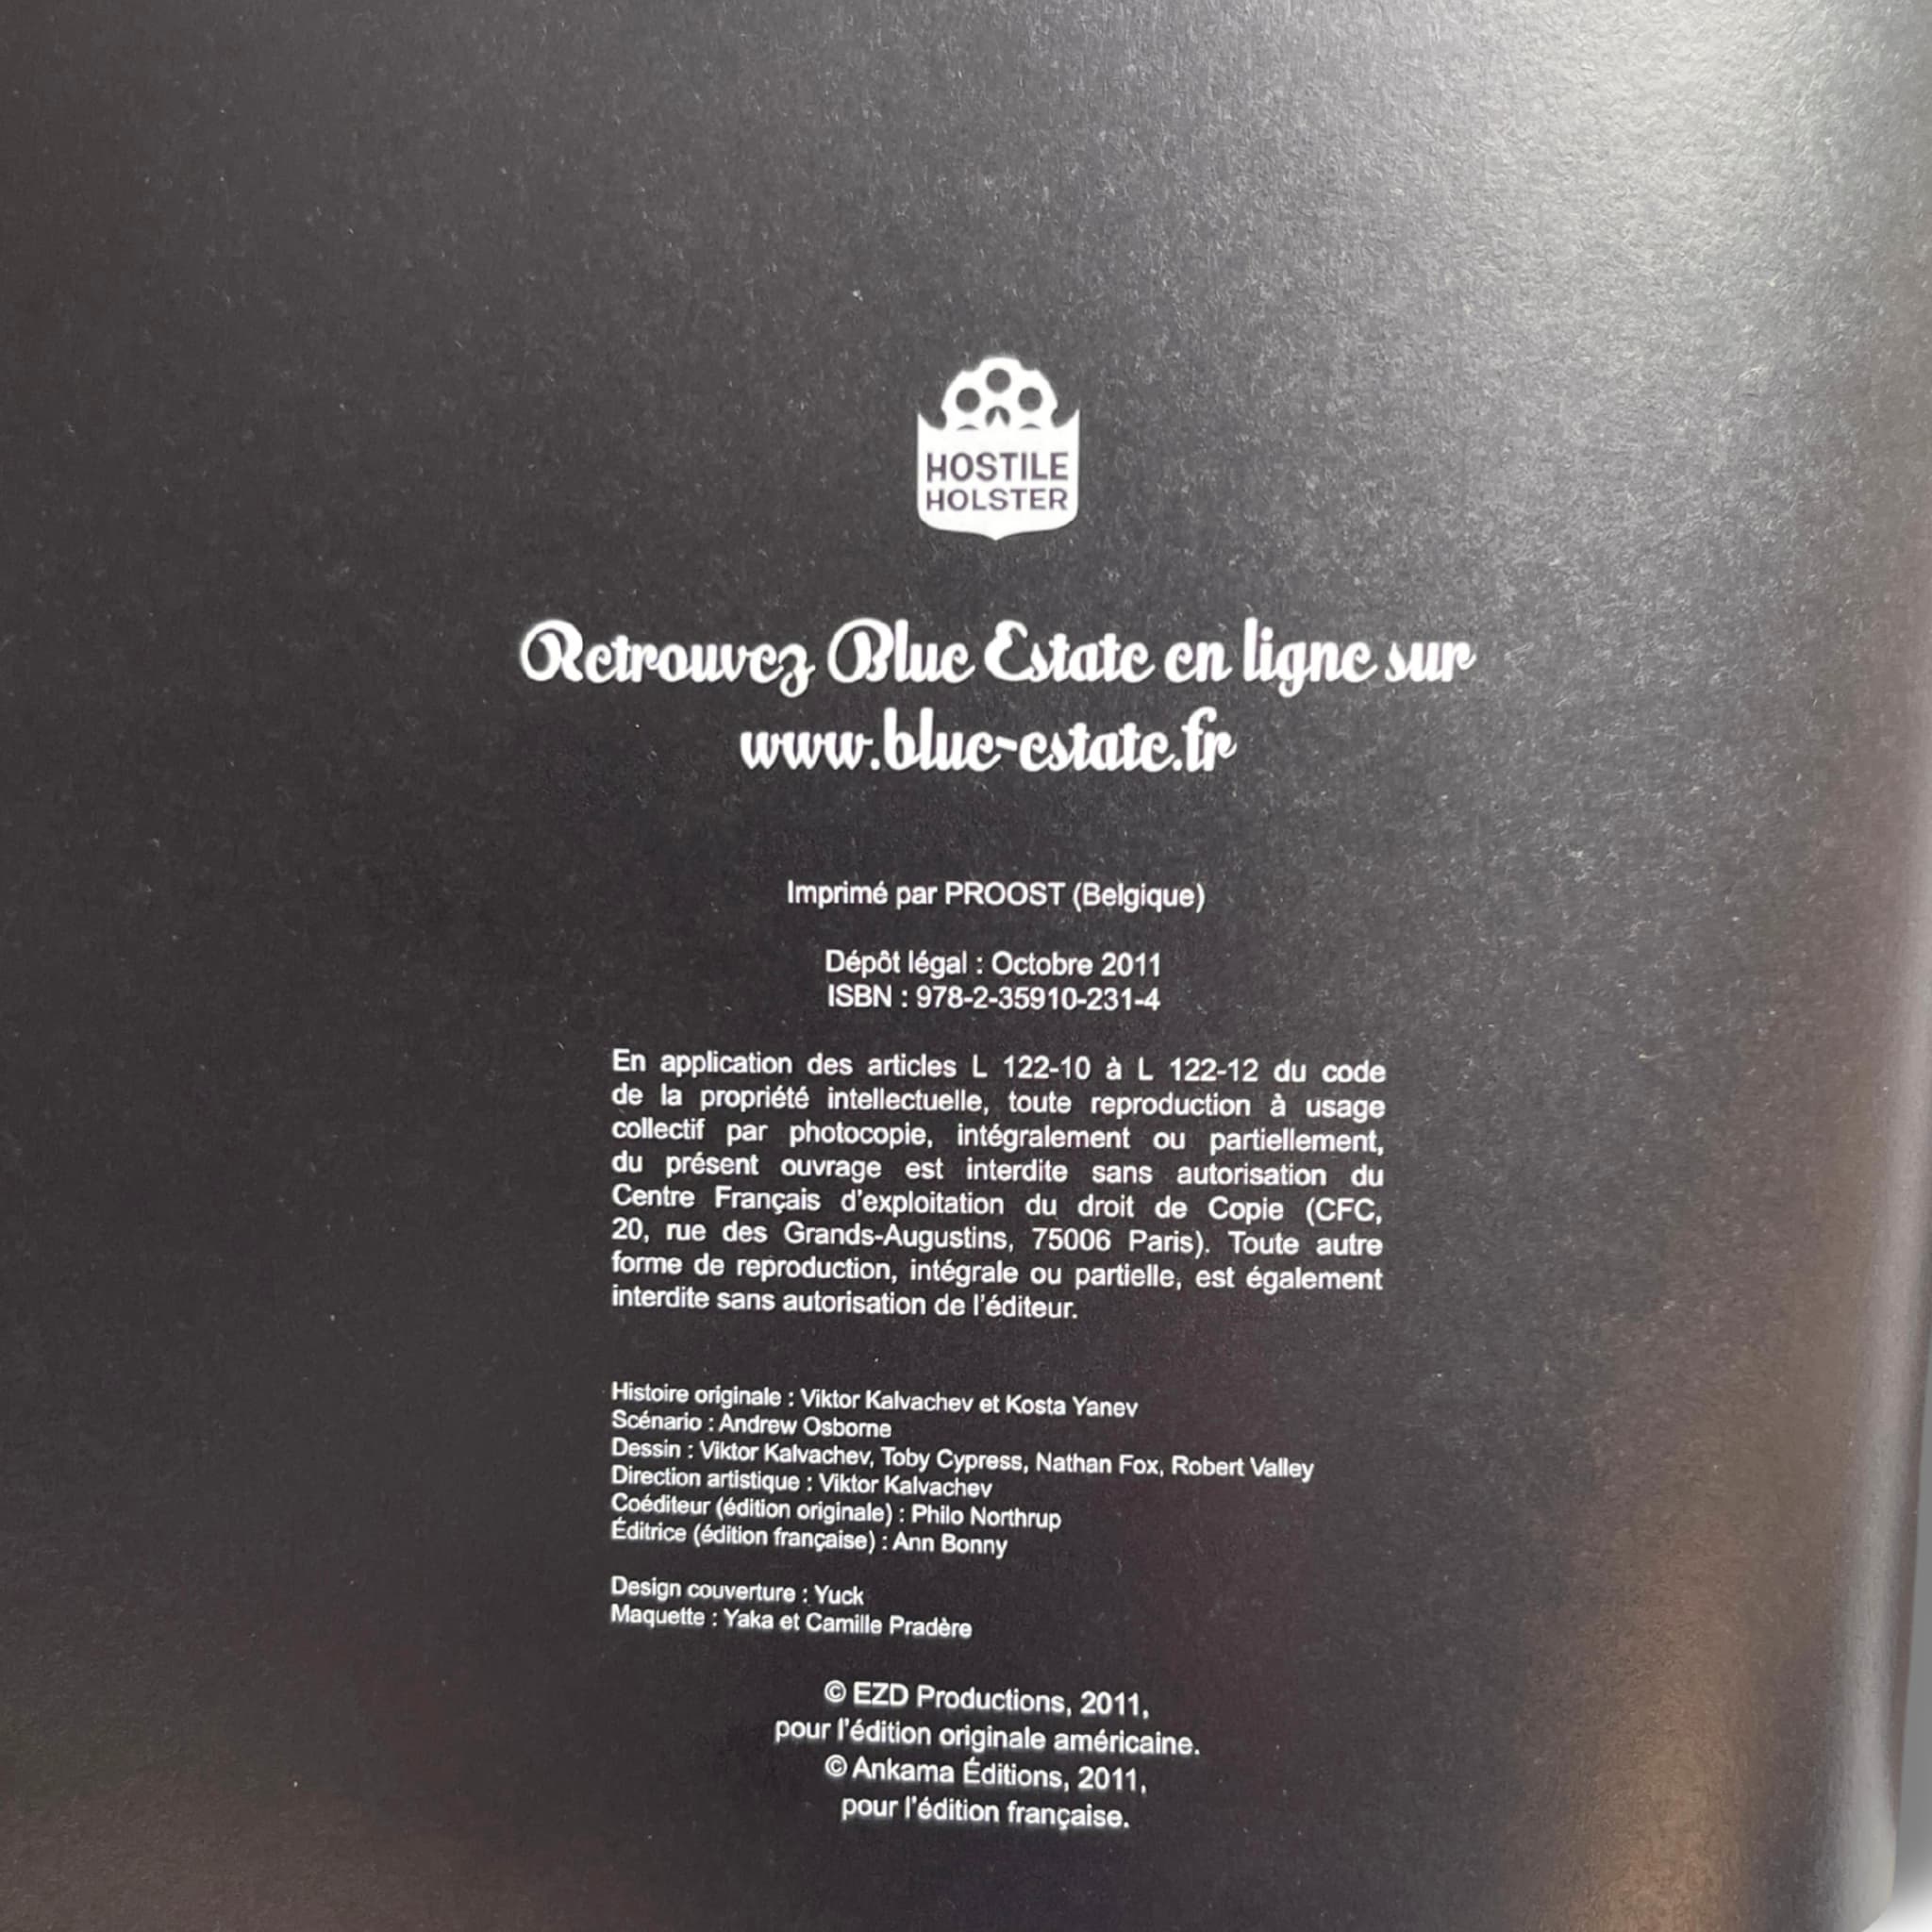 HOSTILE
HOLSTER
Retrouvez Blue Estate en ligne sur
www.blue-estate.fr
Imprimé par PROOST (Belgique)
Dépôt légal : Octobre 2011
ISBN : 978-2-35910-231-4
En application des articles L 122-10 à L 122-12 du code
de la propriété intellectuelle, toute reproduction à usage
collectif par photocopie, intégralement ou partiellement,
du présent ouvrage est interdite sans autorisation du
Centre Français d'exploitation du droit de Copie (CFC,
20, rue des Grands-Augustins, 75006 Paris). Toute autre
forme de reproduction, intégrale ou partielle, est également
interdite sans autorisation de l'éditeur.
Histoire originale : Viktor Kalvachev et Kosta Yanev
Scénario : Andrew Osborne
Dessin : Viktor Kalvachev, Toby Cypress, Nathan Fox, Robert Valley
Direction artistique : Viktor Kalvachev
Coéditeur (édition originale) : Philo Northrup
Éditrice (édition française) : Ann Bonny
Design couverture : Yuck
Maquette : Yaka et Camille Pradère
© EZD Productions, 2011,
pour l'édition originale américaine.
© Ankama Éditions, 2011,
pour l'édition française.